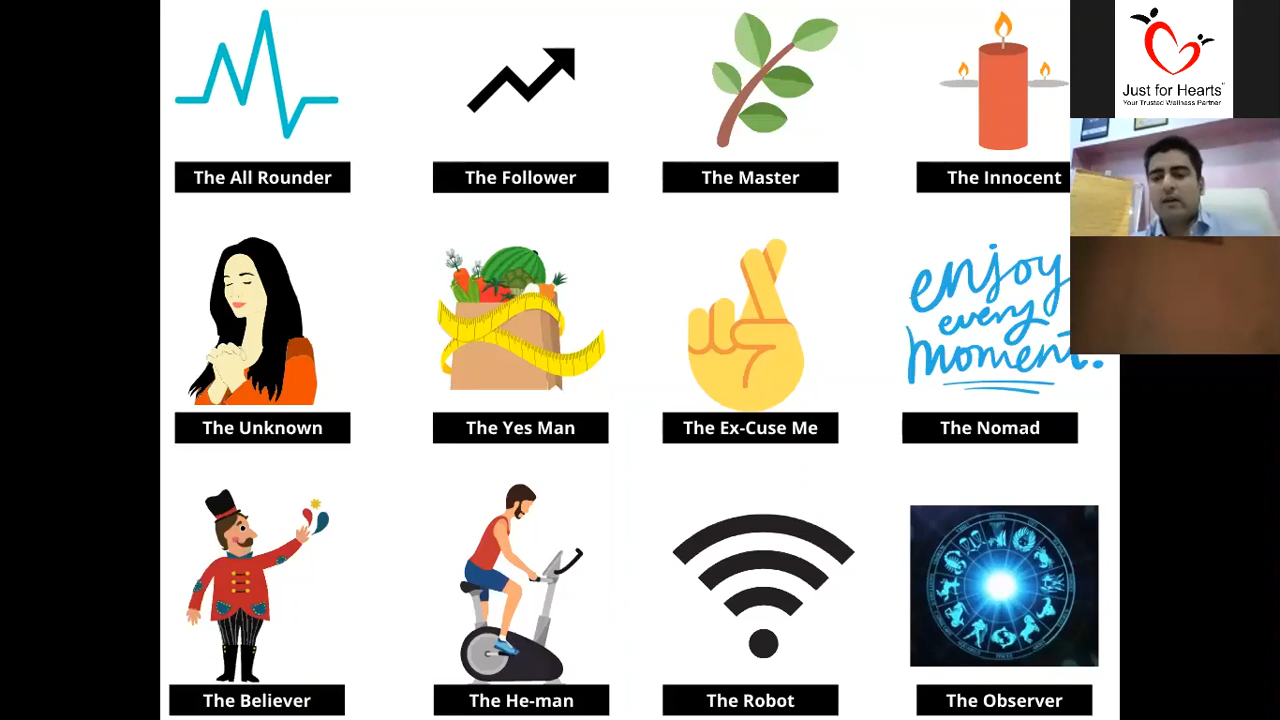 Just for Hearts
Your Trusted Wellness Partner
The All Rounder
The Follower
The Master
The Innocent
enjoy
every
moment.
The Unknown
The Yes Man
The Ex-Cuse Me
The Nomad
The Believer
The He-man
The Robot
The Observer